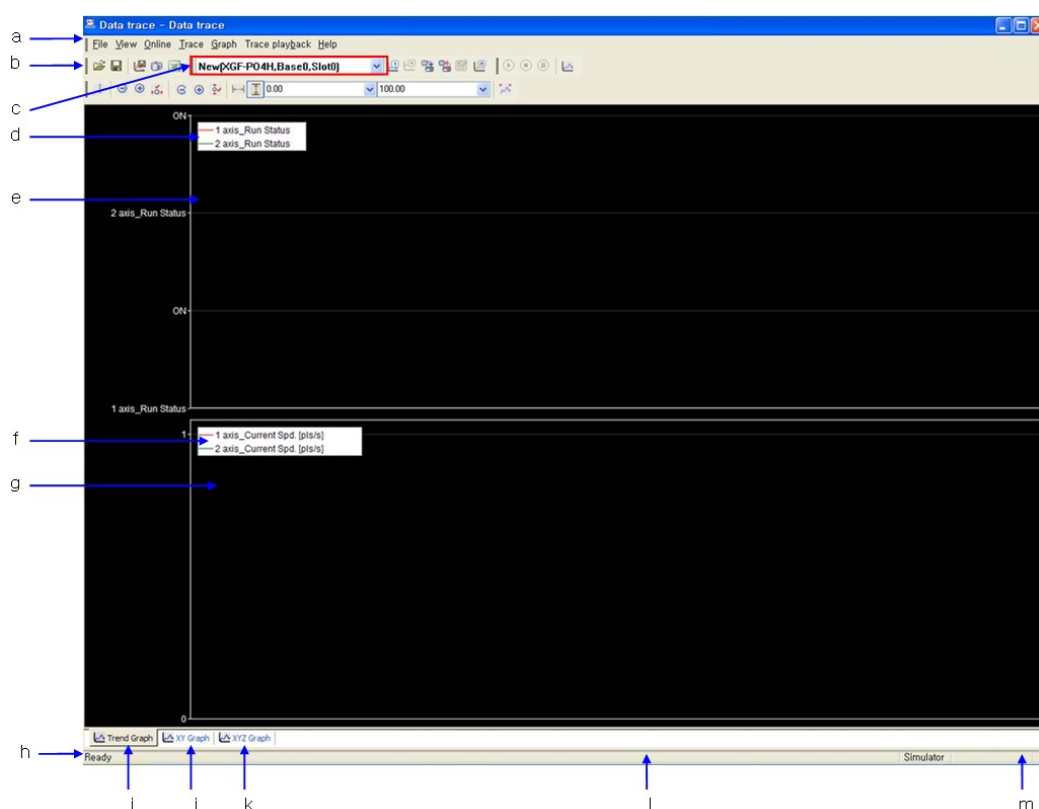 Data trace - Data trace
a
File View Online Trace Graph Trace playback Help
b
New[XGF-PO4H,Base0,Slot0]
0.00 100.00
c
ON
d
1 axis_Run Status
2 axis_Run Status
e
2 axis_Run Status
ON
1 axis_Run Status
f
1
1 axis_Current Spd. [pls/s]
2 axis_Current Spd. [pls/s]
g
0
Trend Graph XY Graph XYZ Graph
h
Ready Simulator
i j k l m